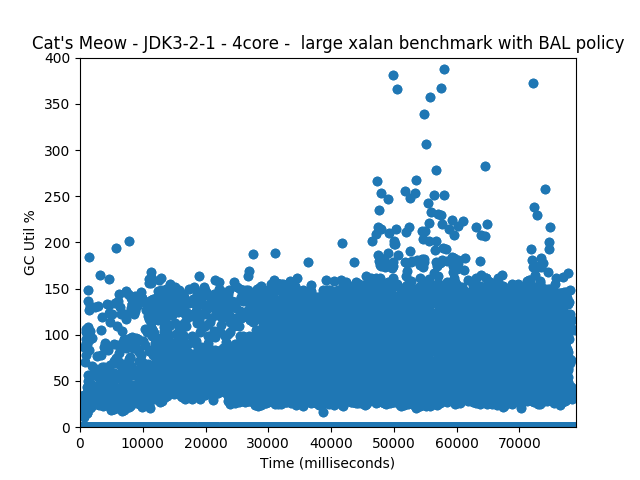 Cat's Meow - JDK3-2-1 - 4core -  large xalan benchmark with BAL policy
400
350
300
250
200
150
100
50
0
GC Util %
0 10000 20000 30000 40000 50000 60000 70000
Time (milliseconds)